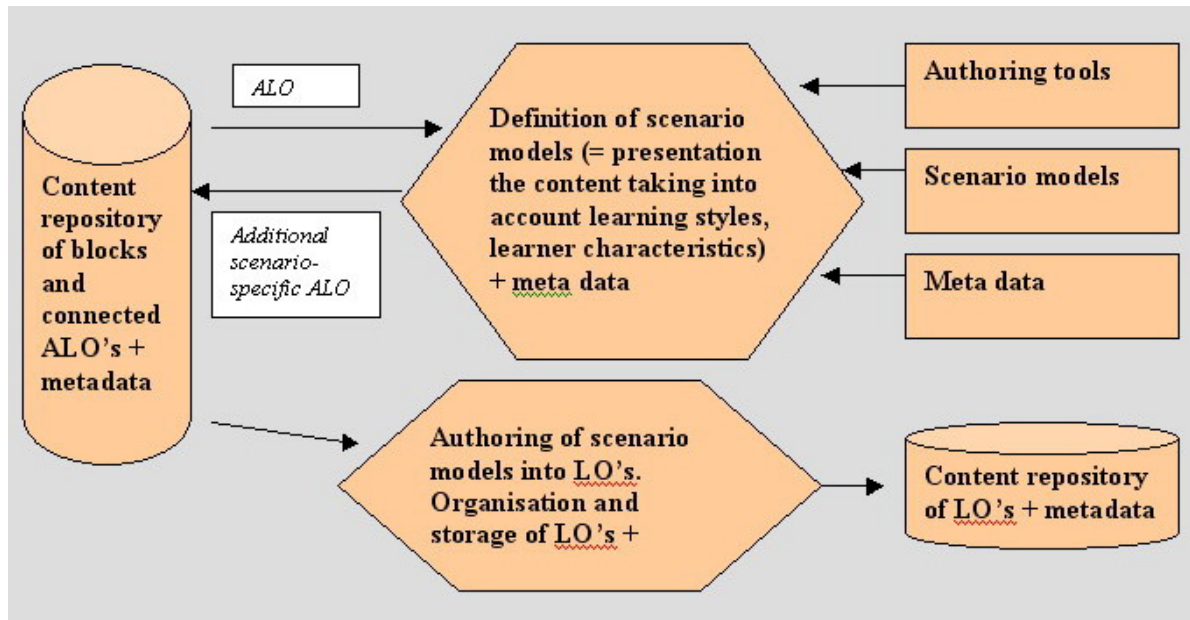 Content
repository
of blocks
and
connected
ALO's +
metadata
ALO
Additional
scenario-
specific ALO
Definition of scenario
models (= presentation
the content taking into
account learning styles,
learner characteristics)
+ meta data
Authoring tools
Scenario models
Meta data
Authoring of scenario
models into LO's.
Organisation and
storage of LO's +
Content repository
of LO's + metadata